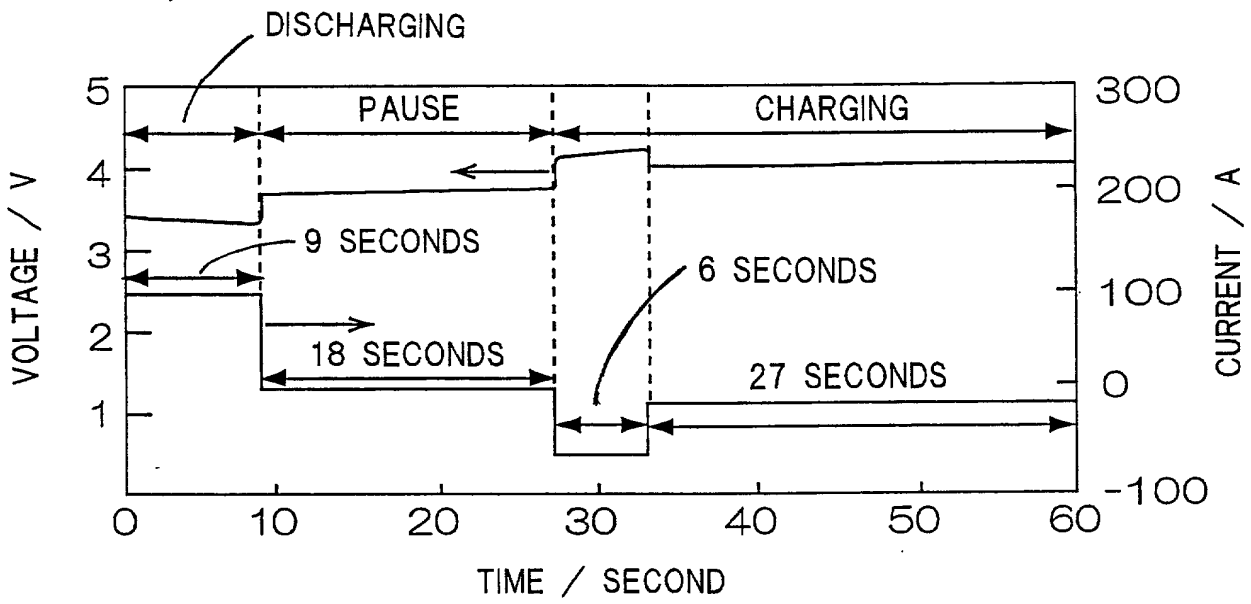 DISCHARGING
5
300
PAUSE
CHARGING
4
200
9 SECONDS
3
6 SECONDS
100
2
18 SECONDS
27 SECONDS
0
1
-100
0
10
20
30
40
50
60
VOLTAGE / V
CURRENT / A
TIME / SECOND